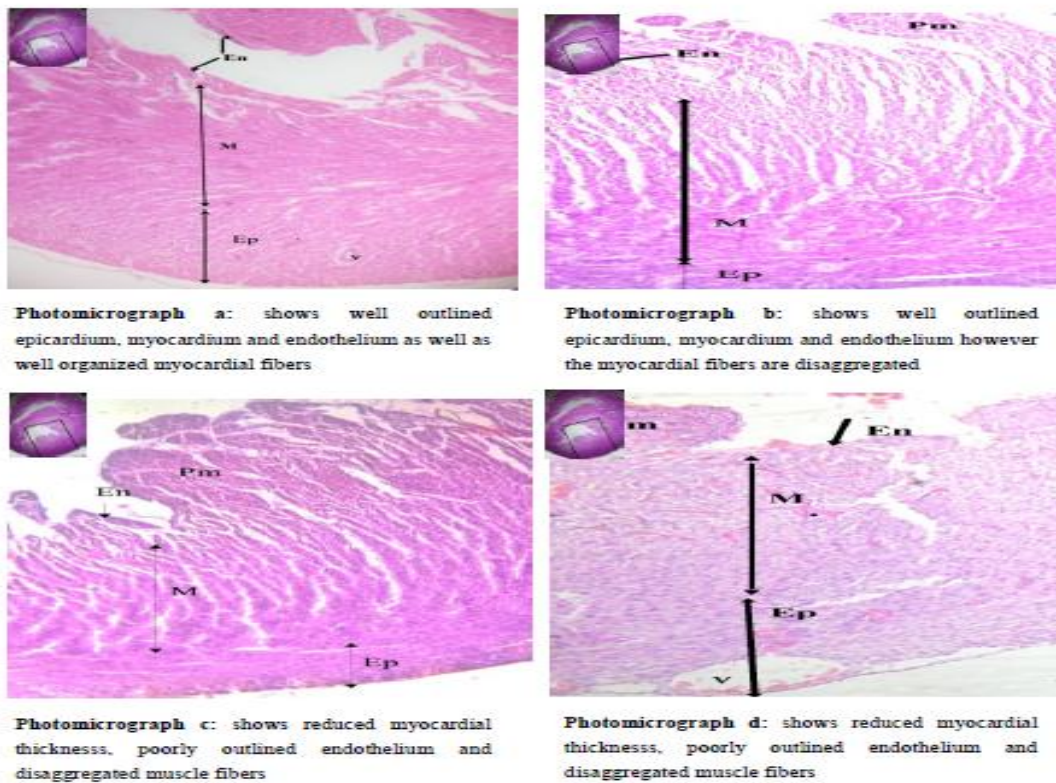 En
M
Ep
v
Pm
En
M
Ep
Photomicrograph a: shows well outlined
epicardium, myocardium and endothelium as well as
well organized myocardial fibers
Photomicrograph b: shows well outlined
epicardium, myocardium and endothelium however
the myocardial fibers are disaggregated
Pm
En
M
Ep
m
En
M
Ep
V
Photomicrograph c: shows reduced myocardial
thicknesss, poorly outlined endothelium and
disaggregated muscle fibers
Photomicrograph d: shows reduced myocardial
thicknesss, poorly outlined endothelium and
disaggregated muscle fibers